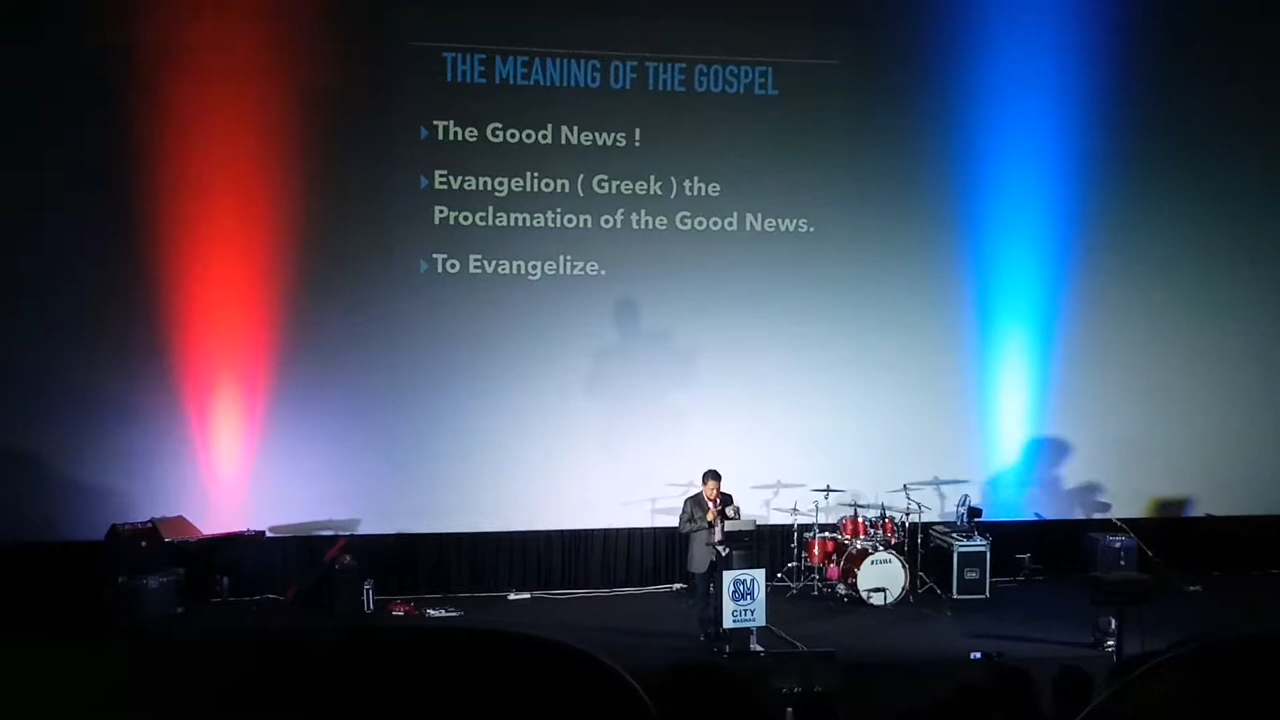 THE MEANING OF THE GOSPEL
The Good News !
Evangelion ( Greek ) the
Proclamation of the Good News.
To Evangelize.
TAMA
SM
CITY
MASINAG